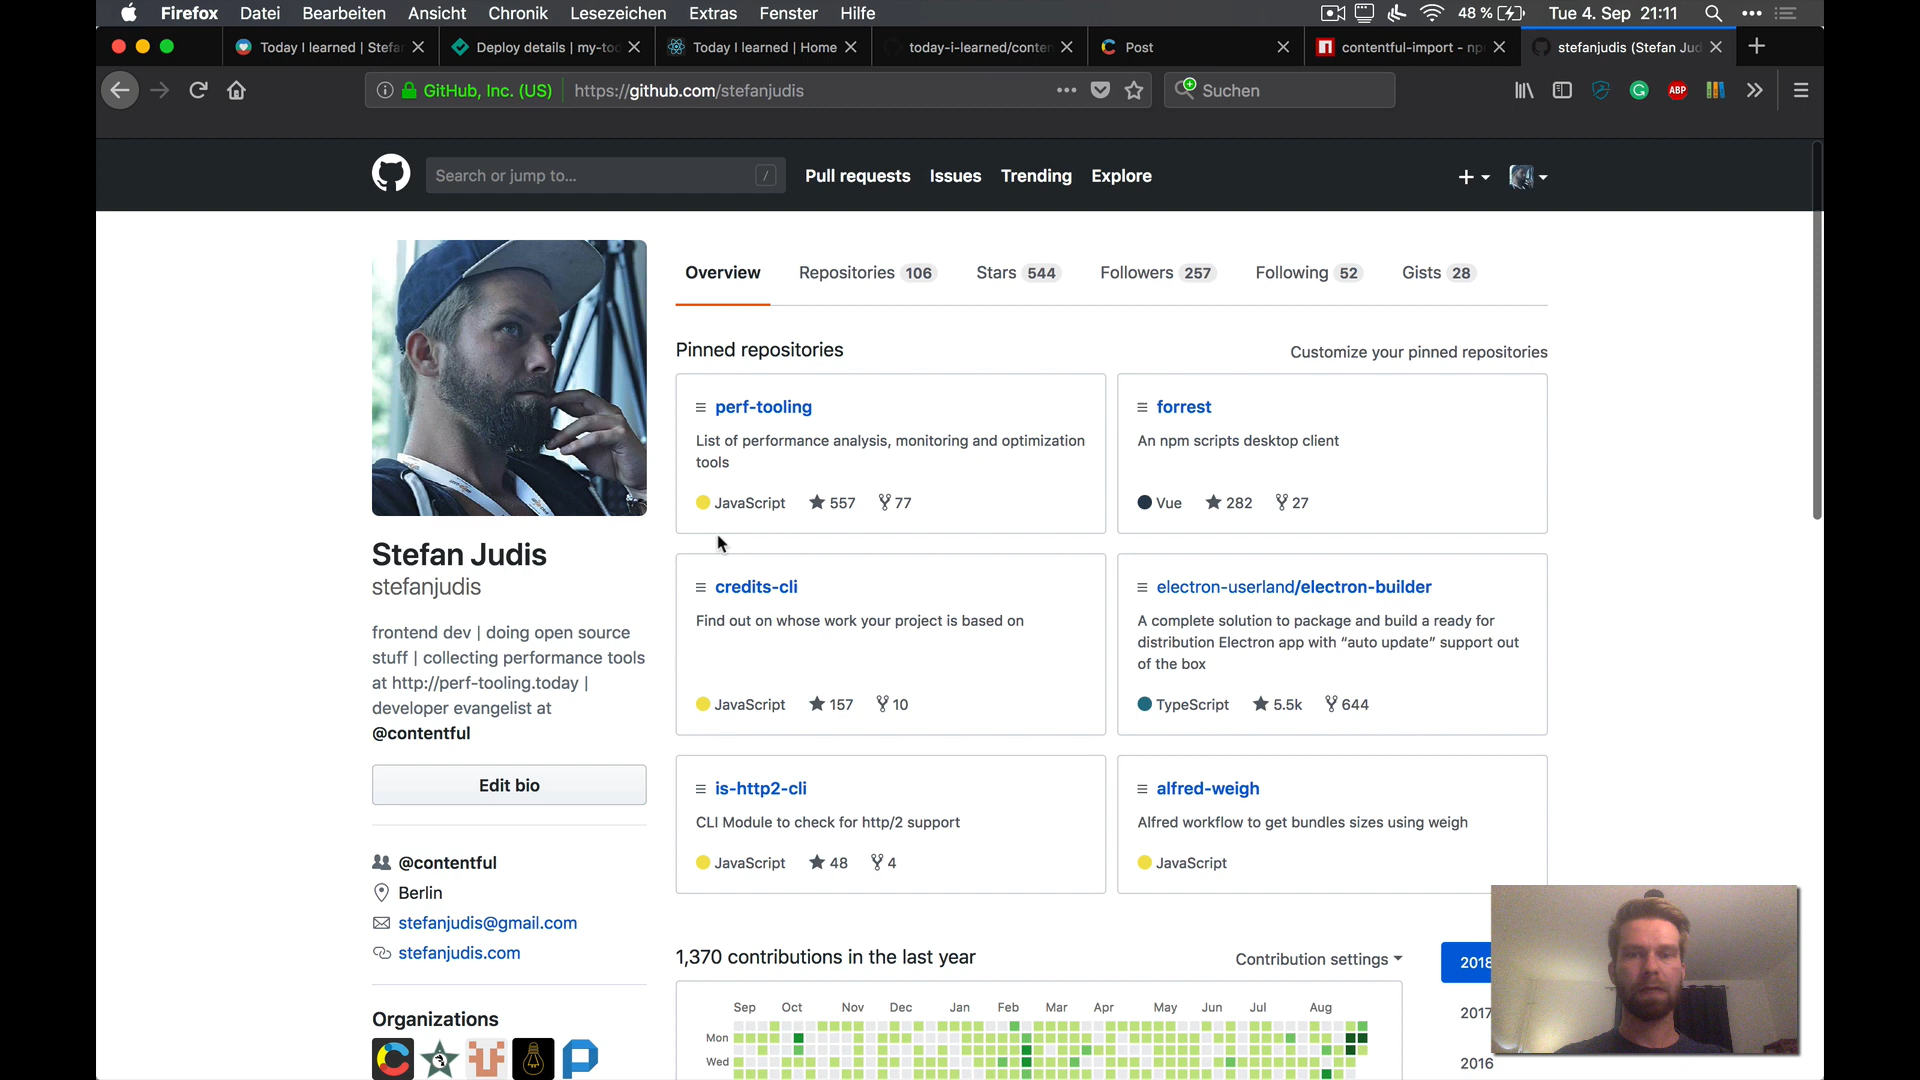 Firefox Datei Bearbeiten Ansicht Chronik Lesezeichen Extras Fenster Hilfe 48 % Tue 4. Sep 21:11
Today I learned | Stefan Deploy details | my-to Today I learned | Home today-i-learned/conten Post contentful-import - np stefanjudis (Stefan Jud
GitHub, Inc. (US) https://github.com/stefanjudis Suchen ABP
Search or jump to... / Pull requests Issues Trending Explore
Overview Repositories 106 Stars 544 Followers 257 Following 52 Gists 28
Pinned repositories Customize your pinned repositories
perf-tooling
List of performance analysis, monitoring and optimization
tools
JavaScript 557 77
forrest
An npm scripts desktop client
Vue 282 27
credits-cli
Find out on whose work your project is based on
JavaScript 157 10
electron-userland/electron-builder
A complete solution to package and build a ready for
distribution Electron app with “auto update” support out
of the box
TypeScript 5.5k 644
is-http2-cli
CLI Module to check for http/2 support
JavaScript 48 4
alfred-weigh
Alfred workflow to get bundles sizes using weigh
JavaScript
Stefan Judis
stefanjudis
frontend dev | doing open source
stuff | collecting performance tools
at http://perf-tooling.today |
developer evangelist at
@contentful
Edit bio
@contentful
Berlin
stefanjudis@gmail.com
stefanjudis.com
Organizations
1,370 contributions in the last year Contribution settings
Sep Oct Nov Dec Jan Feb Mar Apr May Jun Jul Aug
Mon
Wed
2018
2017
2016